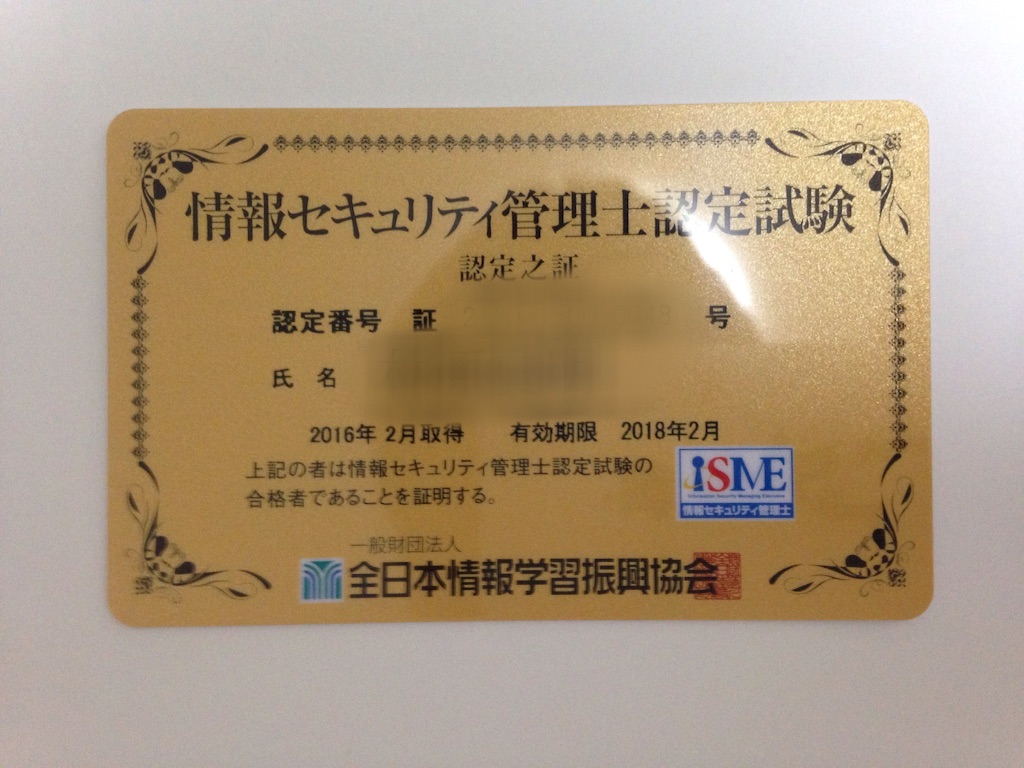 情報セキュリティ管理士認定試験
認定之証
認定番号 証 号
氏 名
2016年 2月取得 有効期限 2018年2月
上記の者は情報セキュリティ管理士認定試験の
合格者であることを証明する。
iSME
Information Security Managing Executive
情報セキュリティ管理士
一般財団法人
全日本情報学習振興協会